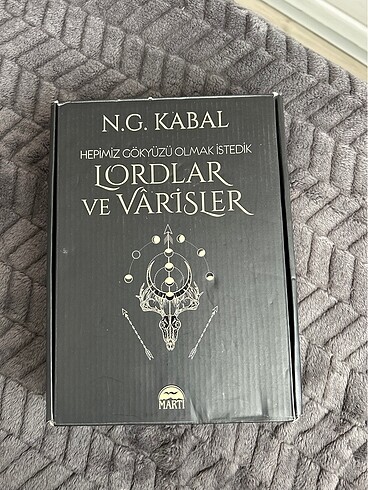 N.G. KABAL
HEPİMİZ GÖKYÜZÜ OLMAK İSTEDİK
LORDLAR
VE VÂRİSLER
MARTI